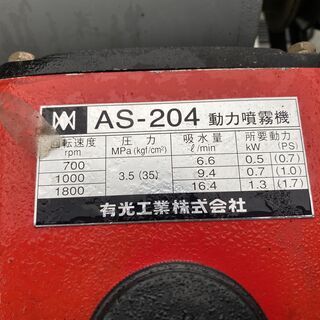 AS-204 動力噴霧機
回転速度 圧力 吸水量 所要動力
rpm MPa(kgf/cm²) ℓ/min kW (PS)
700 6.6 0.5 (0.7)
1000 3.5 (35) 9.4 0.7 (1.0)
1800 16.4 1.3 (1.7)
有光工業株式会社